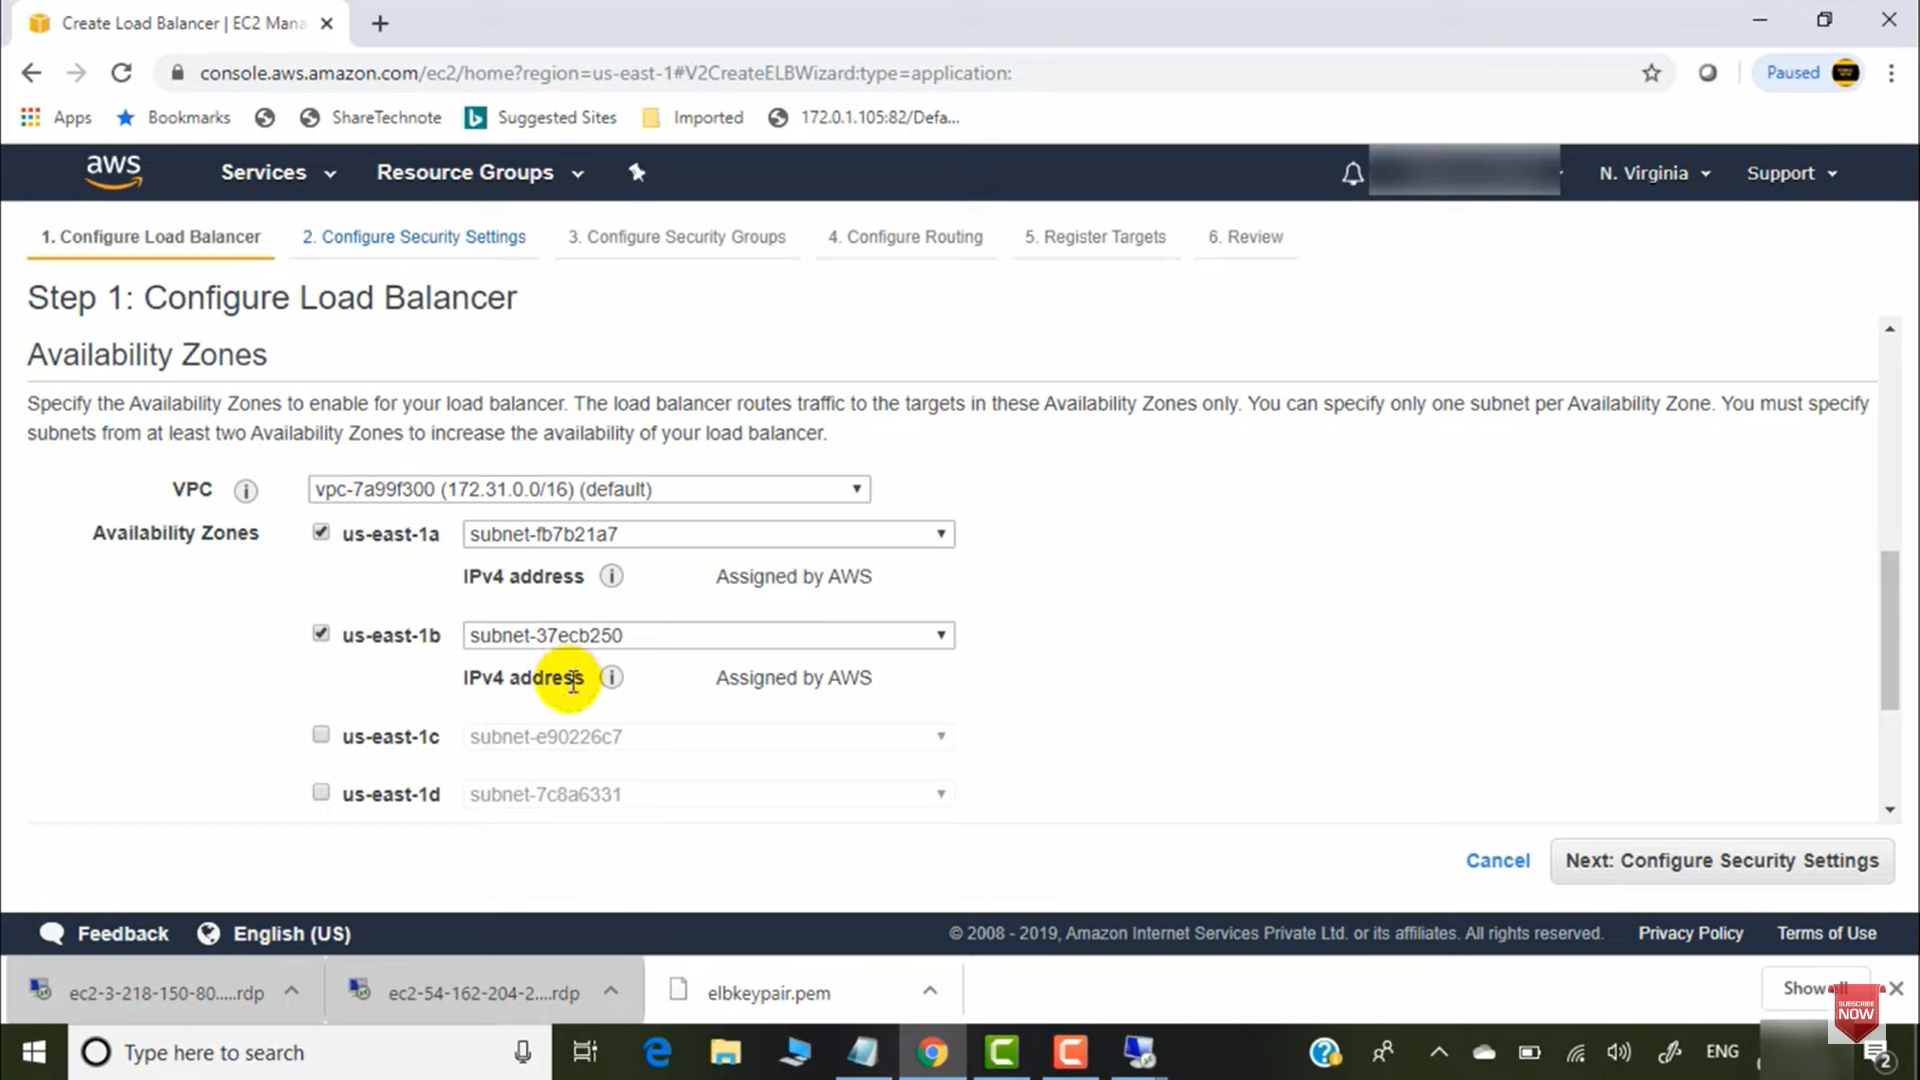 Create Load Balancer | EC2 Mana
console.aws.amazon.com/ec2/home?region=us-east-1#V2CreateELBWizard:type=application:
Paused
Apps
Bookmarks
ShareTechnote
Suggested Sites
Imported
172.0.1.105:82/Defa...
aws
Services
Resource Groups
N. Virginia
Support
1. Configure Load Balancer
2. Configure Security Settings
3. Configure Security Groups
4. Configure Routing
5. Register Targets
6. Review
Step 1: Configure Load Balancer
Availability Zones
Specify the Availability Zones to enable for your load balancer. The load balancer routes traffic to the targets in these Availability Zones only. You can specify only one subnet per Availability Zone. You must specify
subnets from at least two Availability Zones to increase the availability of your load balancer.
VPC
vpc-7a99f300 (172.31.0.0/16) (default)
Availability Zones
us-east-1a
subnet-fb7b21a7
IPv4 address
Assigned by AWS
us-east-1b
subnet-37ecb250
IPv4 address
Assigned by AWS
us-east-1c
subnet-e90226c7
us-east-1d
subnet-7c8a6331
Cancel
Next: Configure Security Settings
Feedback
English (US)
© 2008 - 2019, Amazon Internet Services Private Ltd. or its affiliates. All rights reserved.
Privacy Policy
Terms of Use
ec2-3-218-150-80.....rdp
ec2-54-162-204-2....rdp
elbkeypair.pem
Show all
SUBSCRIBE
NOW
Type here to search
ENG
2